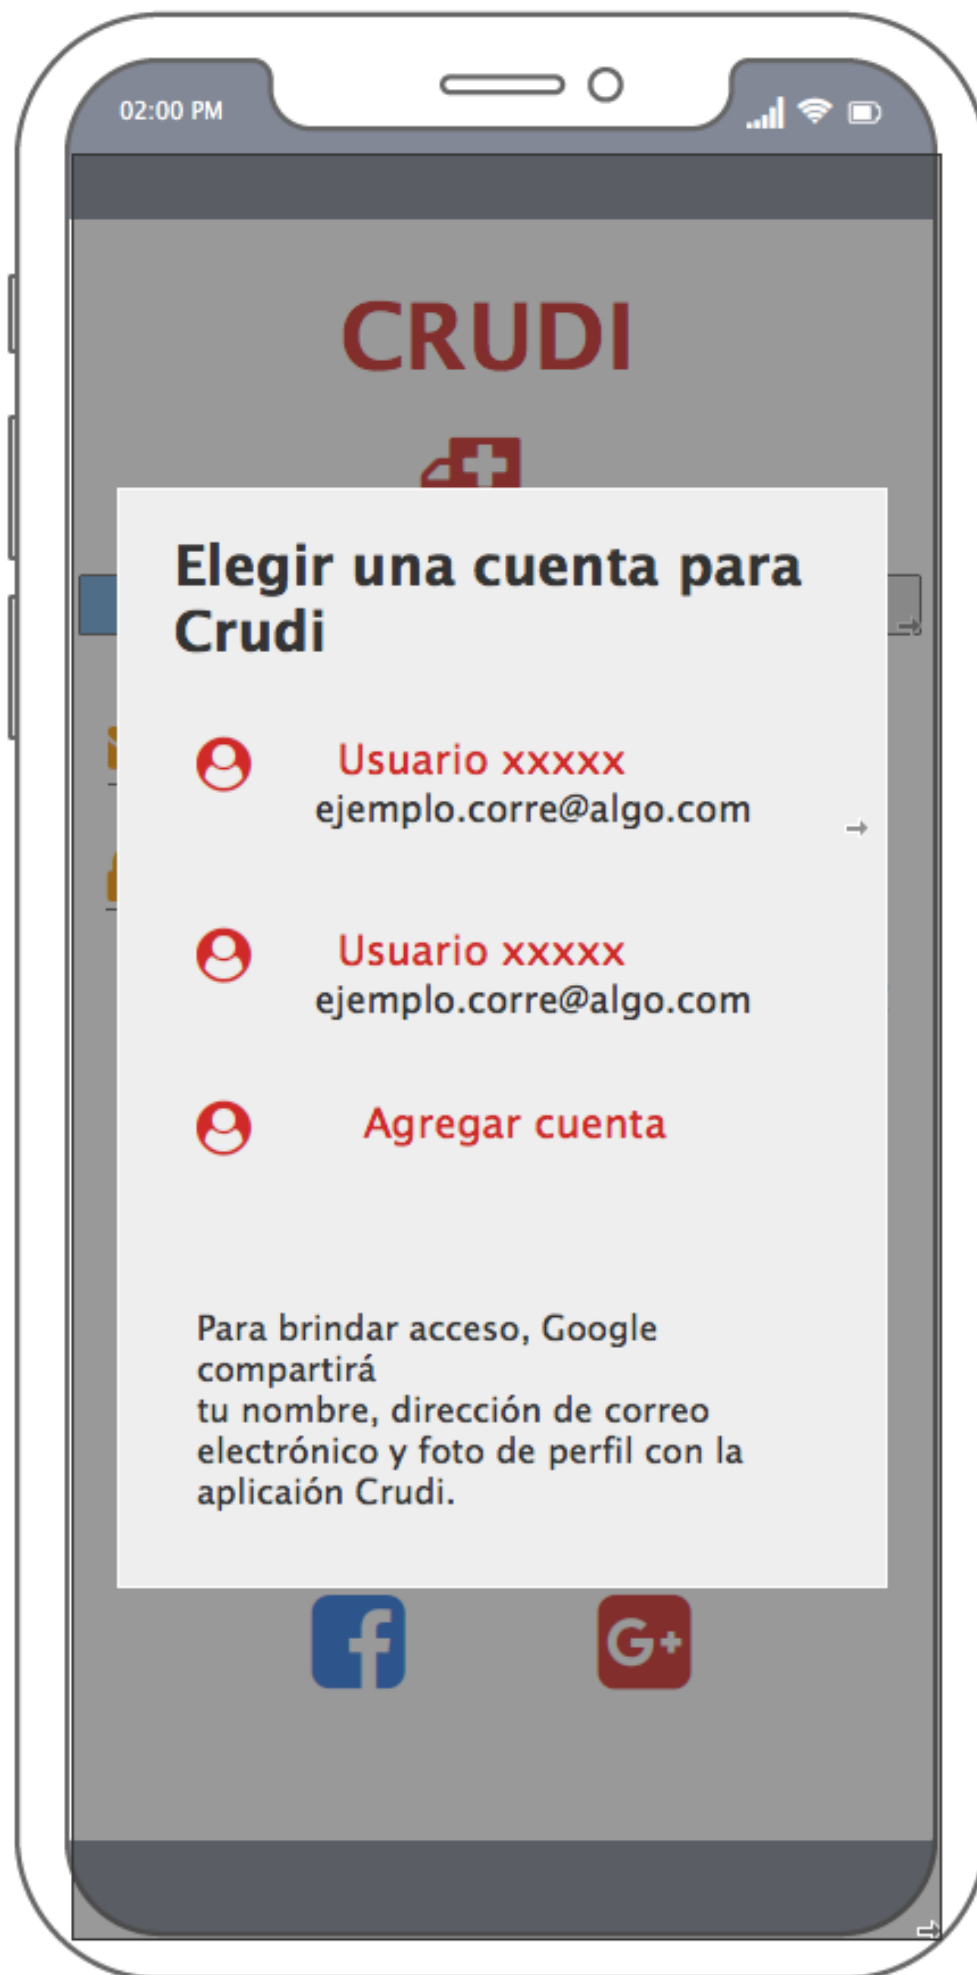 02:00 PM
CRUDI
Elegir una cuenta para
Crudi
Usuario xxxxx
ejemplo.corre@algo.com
Usuario xxxxx
ejemplo.corre@algo.com
Agregar cuenta
Para brindar acceso, Google
compartirá
tu nombre, dirección de correo
electrónico y foto de perfil con la
aplicaión Crudi.
f
G+